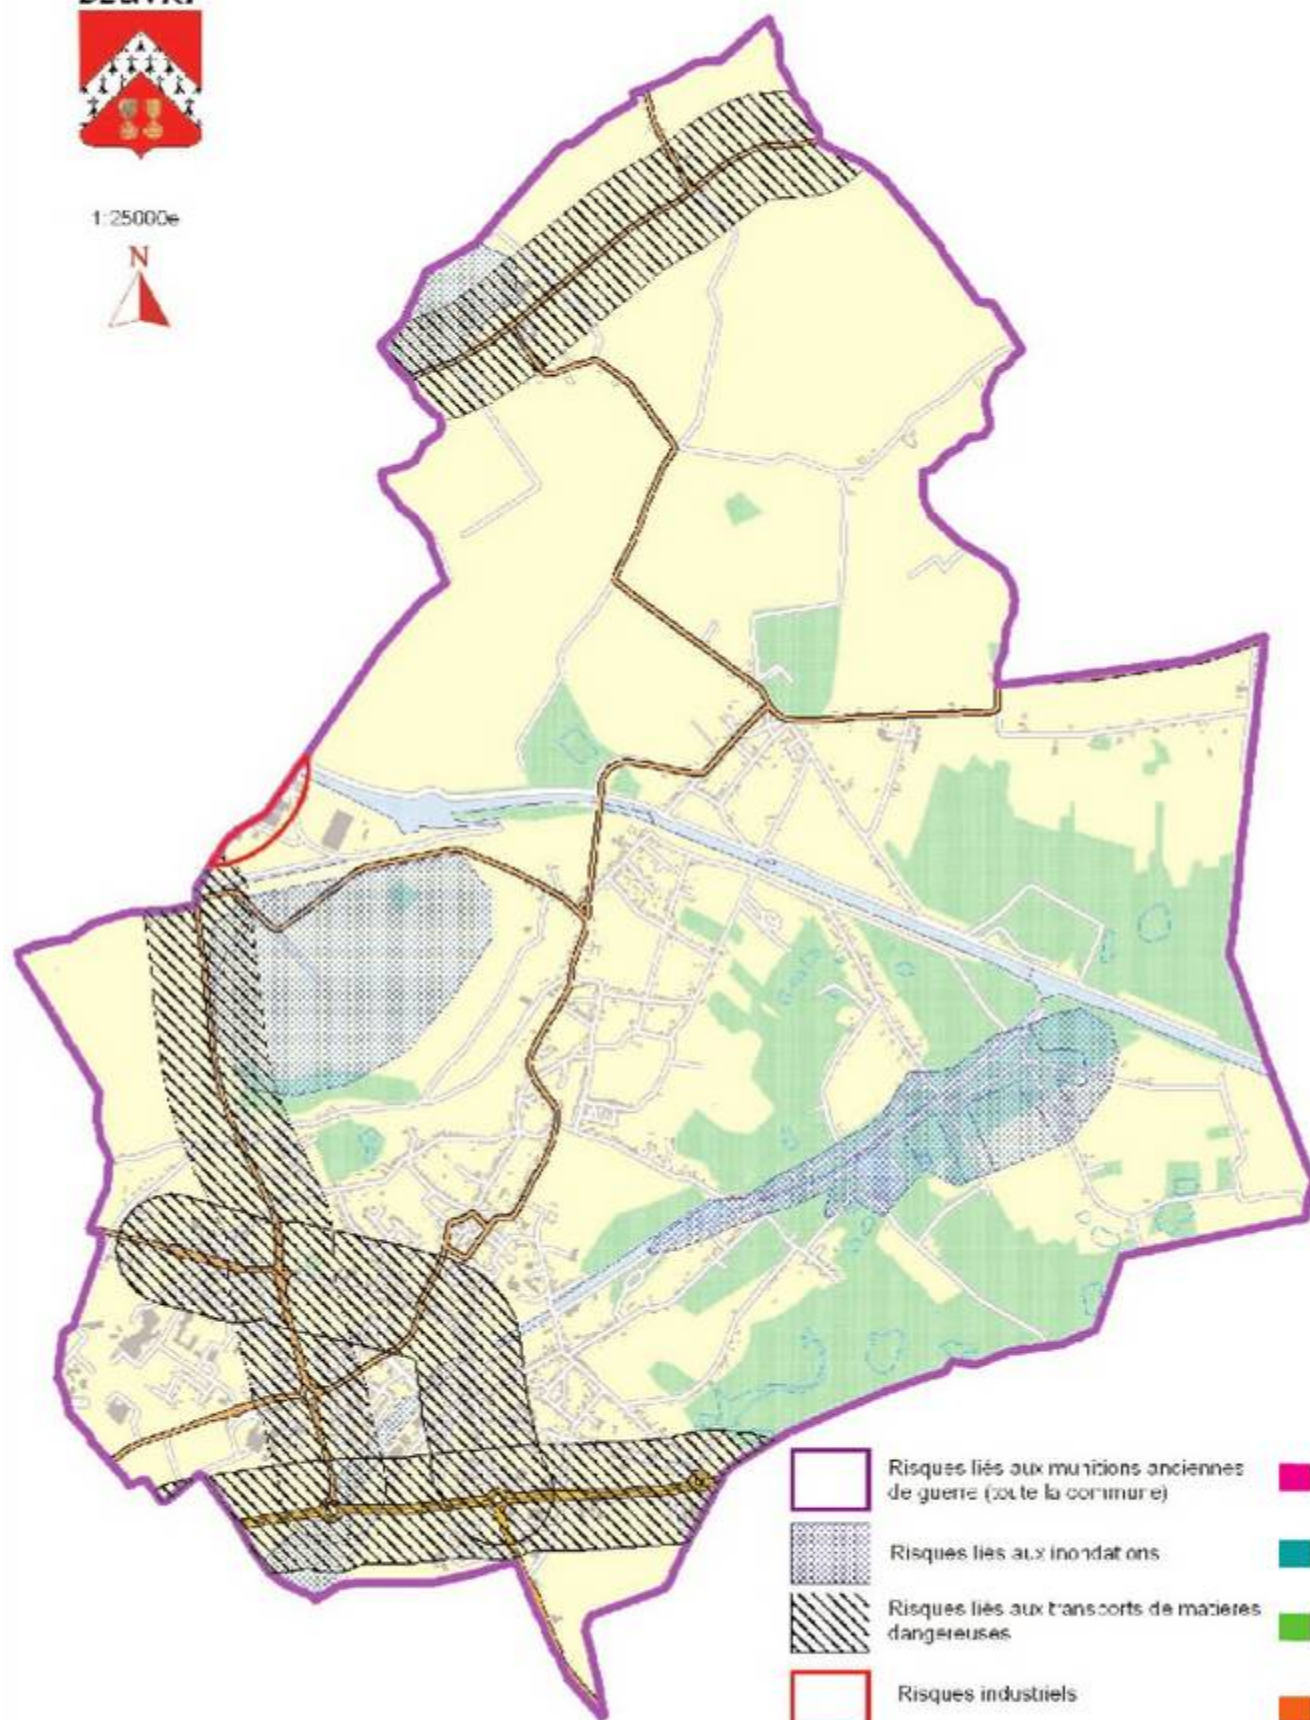 1:25000e
N
Risques liés aux munitions anciennes
de guerre (toute la commune)
Risques liés aux inondations
Risques liés aux transports de matieres
dangereuses
Risques industriels